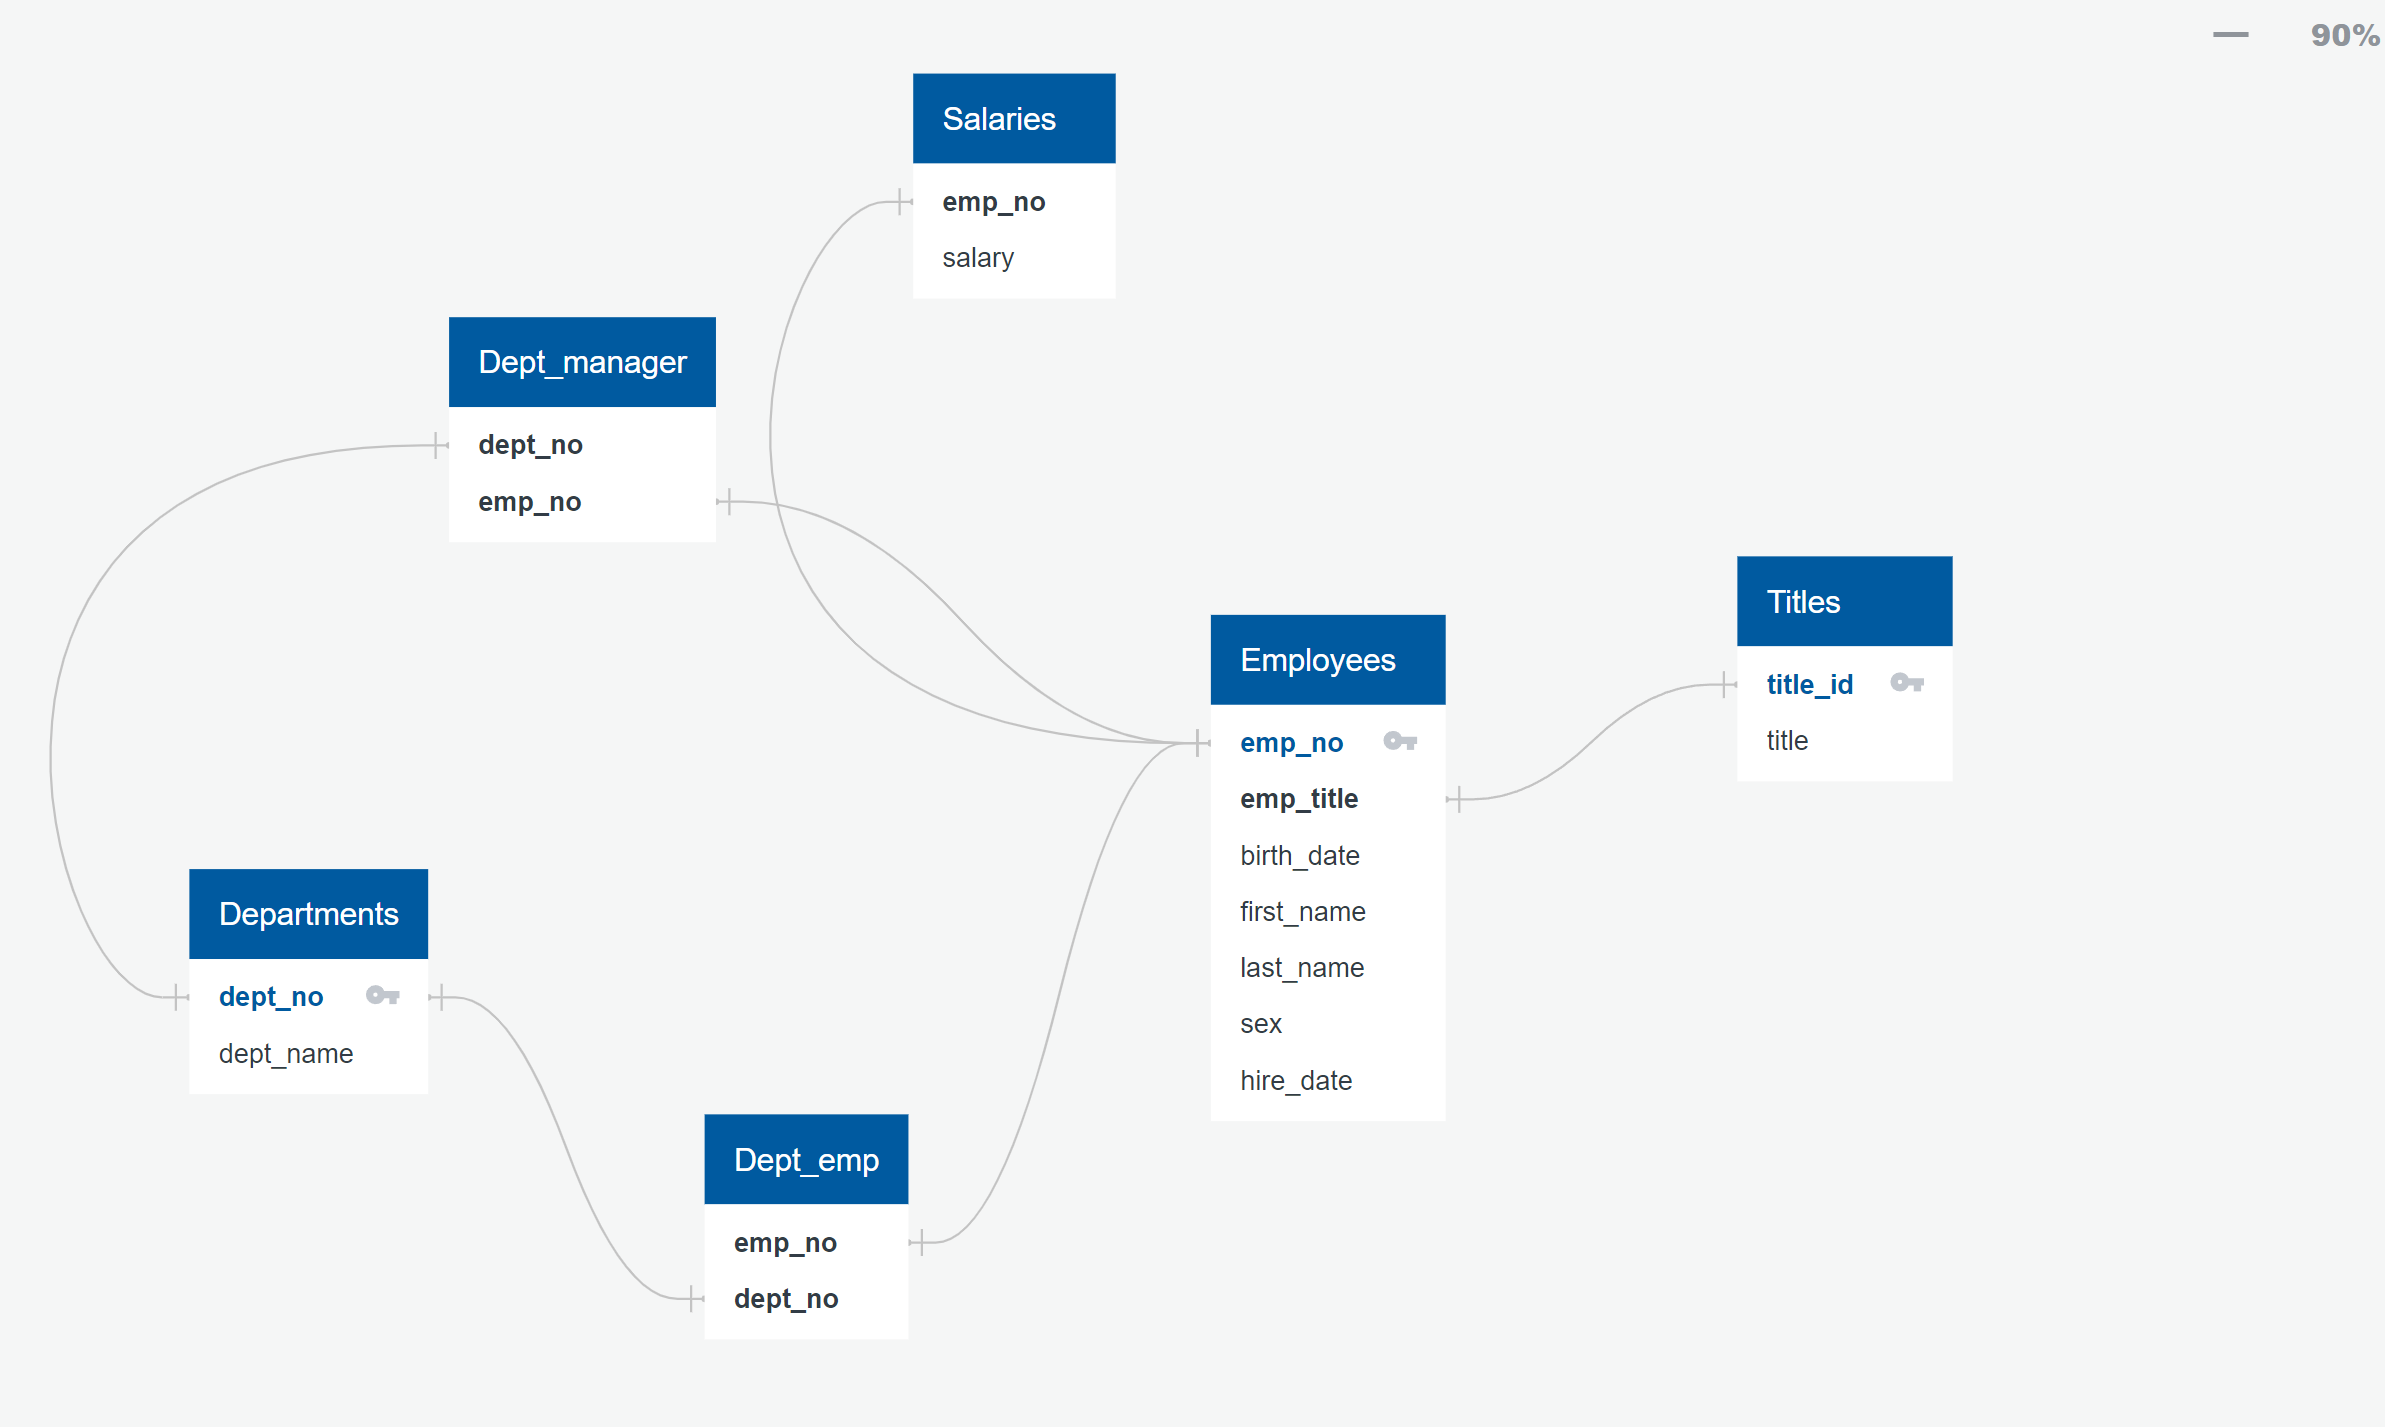 90%
Salaries
emp_no
salary
Dept_manager
dept_no
emp_no
Titles
title_id
title
Employees
emp_no
emp_title
birth_date
first_name
last_name
sex
hire_date
Departments
dept_no
dept_name
Dept_emp
emp_no
dept_no